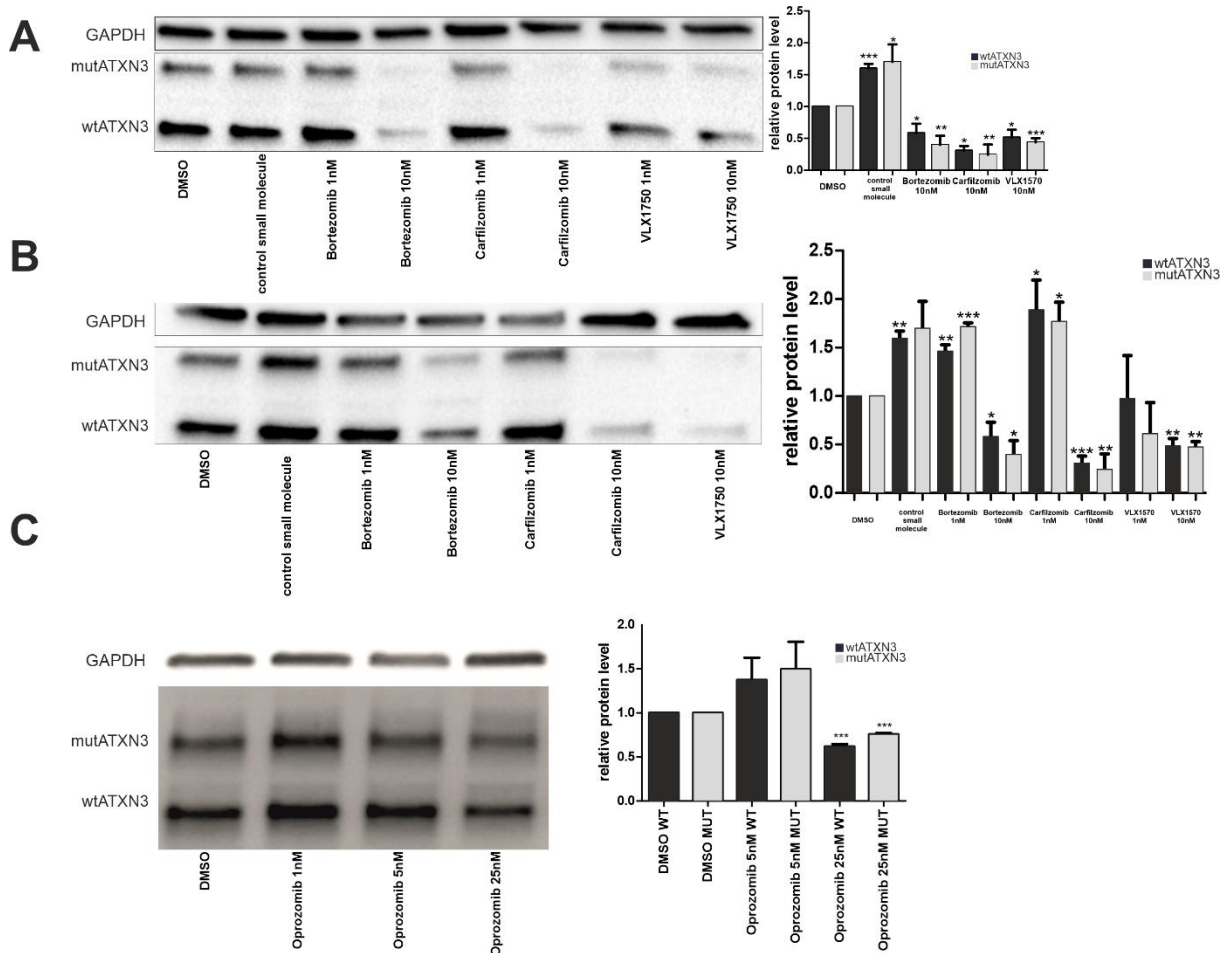 A
GAPDH
mutATXN3
wtATXN3
DMSO
control small molecule
Bortezomib 1nM
Bortezomib 10nM
Carfilzomib 1nM
Carfilzomib 10nM
VLX1750 1nM
VLX1750 10nM
relative protein level
2.0
1.5
1.0
0.5
0.0
*** *
* ** * ** * ***
wtATXN3
mutATXN3
DMSO
control
small
molecule
Bortezomib
10nM
Carfilzomib
10nM
VLX1570
10nM
B
GAPDH
mutATXN3
wtATXN3
DMSO
control small molecule
Bortezomib 1nM
Bortezomib 10nM
Carfilzomib 1nM
Carfilzomib 10nM
VLX1750 10nM
relative protein level
2.5
2.0
1.5
1.0
0.5
0.0
** ** *** * * * * *** ** ** **
wtATXN3
mutATXN3
DMSO
control
small
molecule
Bortezomib
1nM
Bortezomib
10nM
Carfilzomib
1nM
Carfilzomib
10nM
VLX1570
1nM
VLX1570
10nM
C
GAPDH
mutATXN3
wtATXN3
DMSO
Oprozomib 1nM
Oprozomib 5nM
Oprozomib 25nM
relative protein level
2.0
1.5
1.0
0.5
0.0
*** ***
wtATXN3
mutATXN3
DMSO WT
DMSO MUT
Oprozomib 5nM WT
Oprozomib 5nM MUT
Oprozomib 25nM WT
Oprozomib 25nM MUT